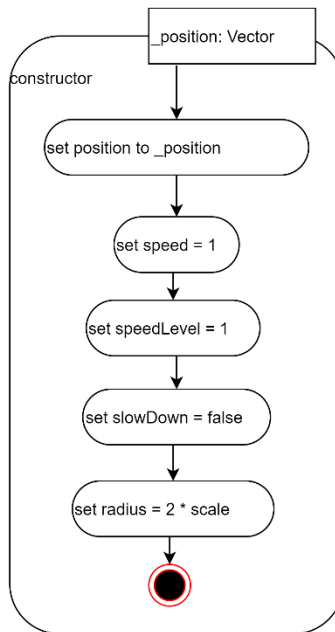 _position: Vector
constructor
set position to _position
set speed = 1
set speedLevel = 1
set slowDown = false
set radius = 2 * scale